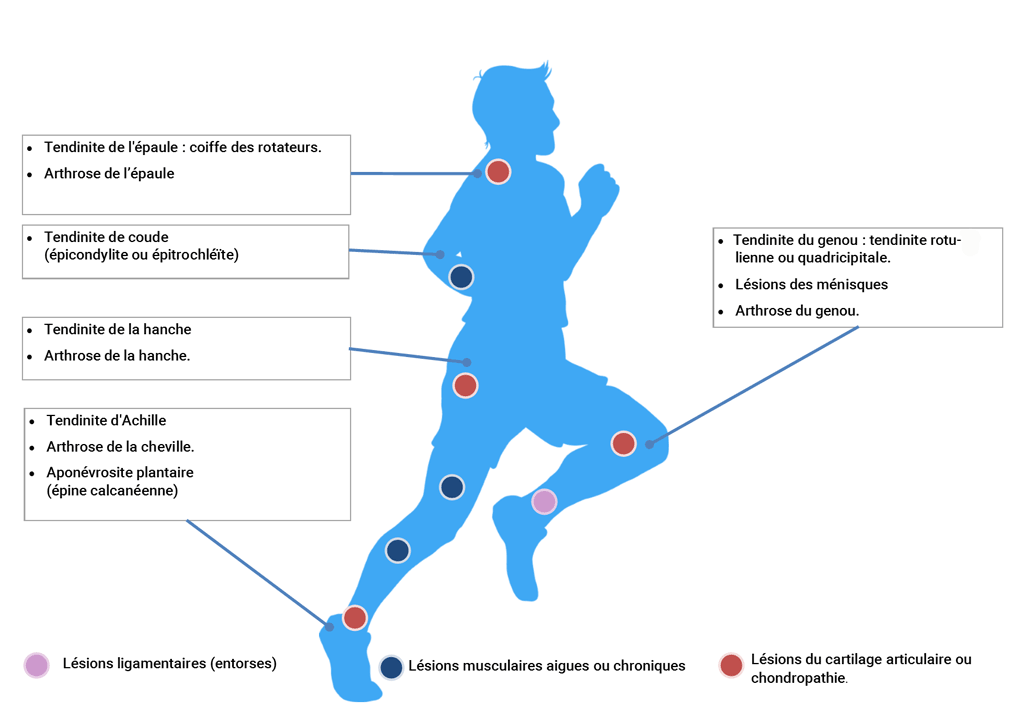 • Tendinite de l'épaule : coiffe des rotateurs.
• Arthrose de l'épaule
• Tendinite de coude
(épicondylite ou épitrochléïte)
• Tendinite de la hanche
• Arthrose de la hanche.
• Tendinite d'Achille
• Arthrose de la cheville.
• Aponévrosite plantaire
(épine calcanéenne)
• Tendinite du genou : tendinite rotu-
lienne ou quadricipitale.
• Lésions des ménisques
• Arthrose du genou.
Lésions ligamentaires (entorses)
Lésions musculaires aigues ou chroniques
Lésions du cartilage articulaire ou
chondropathie.